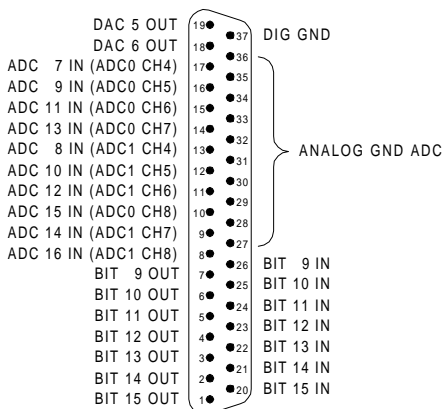 DAC 5 OUT 19 37 DIG GND
DAC 6 OUT 18 36
ADC 7 IN (ADC0 CH4) 17 35
ADC 9 IN (ADC0 CH5) 16 34
ADC 11 IN (ADC0 CH6) 15 33
ADC 13 IN (ADC0 CH7) 14 32
ADC 8 IN (ADC1 CH4) 13 31 ANALOG GND ADC
ADC 10 IN (ADC1 CH5) 12 30
ADC 12 IN (ADC1 CH6) 11 29
ADC 15 IN (ADC0 CH8) 10 28
ADC 14 IN (ADC1 CH7) 9 27
ADC 16 IN (ADC1 CH8) 8 26 BIT 9 IN
BIT 9 OUT 7 25 BIT 10 IN
BIT 10 OUT 6 24 BIT 11 IN
BIT 11 OUT 5 23 BIT 12 IN
BIT 12 OUT 4 22 BIT 13 IN
BIT 13 OUT 3 21 BIT 14 IN
BIT 14 OUT 2 20 BIT 15 IN
BIT 15 OUT 1